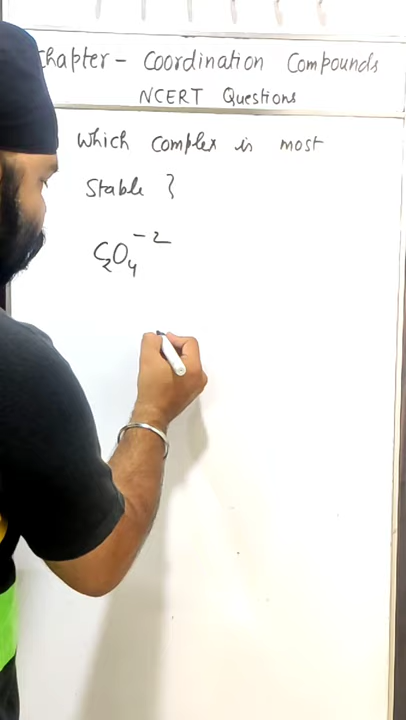 Chapter - Coordination Compounds
NCERT Questions
Which complex is most
stable ?
C₂O₄⁻²